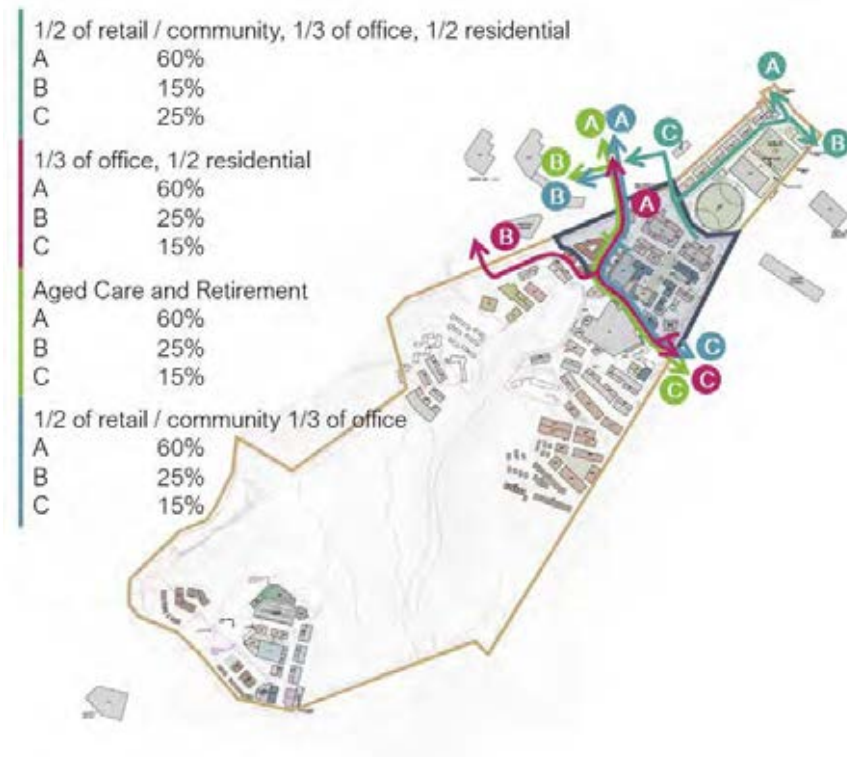 1/2 of retail / community, 1/3 of office, 1/2 residential
A 60%
B 15%
C 25%
1/3 of office, 1/2 residential
A 60%
B 25%
C 15%
Aged Care and Retirement
A 60%
B 25%
C 15%
1/2 of retail / community 1/3 of office
A 60%
B 25%
C 15%
A
B
A
A
C
B
B
A
B
C
C
C